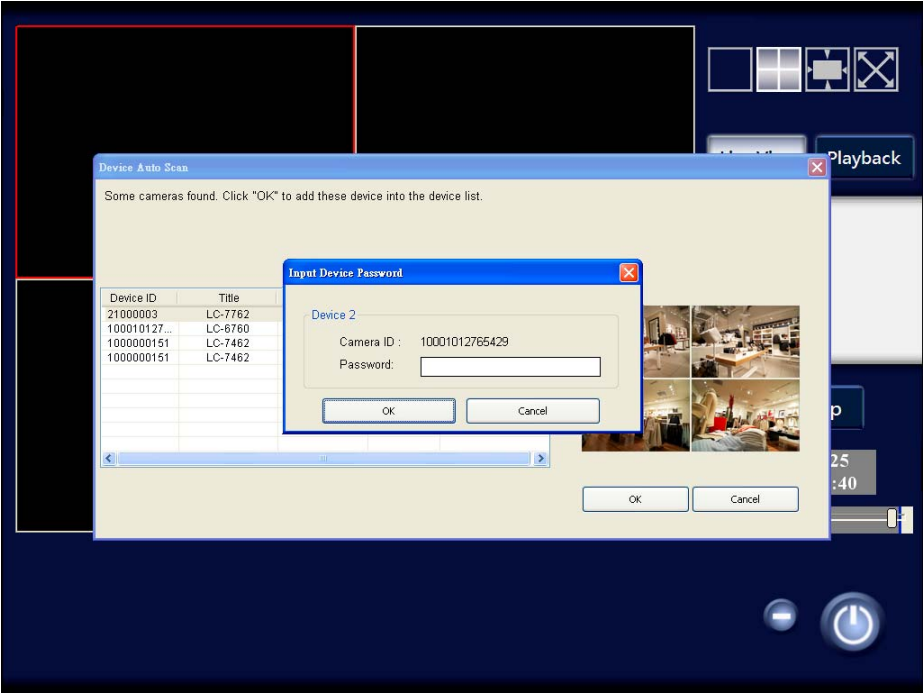 Playback
Device Auto Scan
Some cameras found. Click "OK" to add these device into the device list.
Input Device Password
Device ID Title
21000003 LC-7762
100010127... LC-6760
1000000151 LC-7462
1000000151 LC-7462
Device 2
Camera ID : 10001012765429
Password:
OK Cancel
p
25
:40
OK Cancel